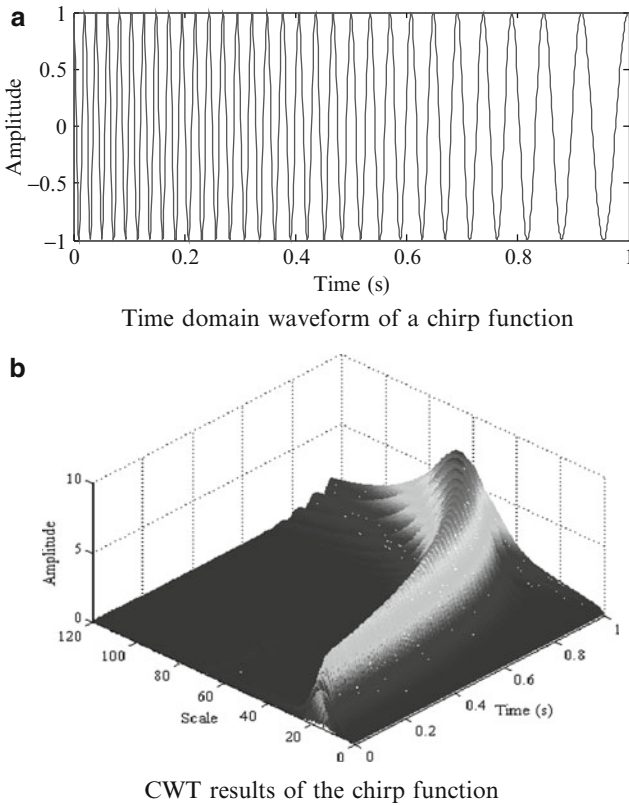 a
1
0.5
0
−0.5
−1
Amplitude
0 0.2 0.4 0.6 0.8 1
Time (s)
Time domain waveform of a chirp function
b
10
5
0
Amplitude
120 100 80 60 40 20 0
Scale
0 0.2 0.4 0.6 0.8 1
Time (s)
CWT results of the chirp function